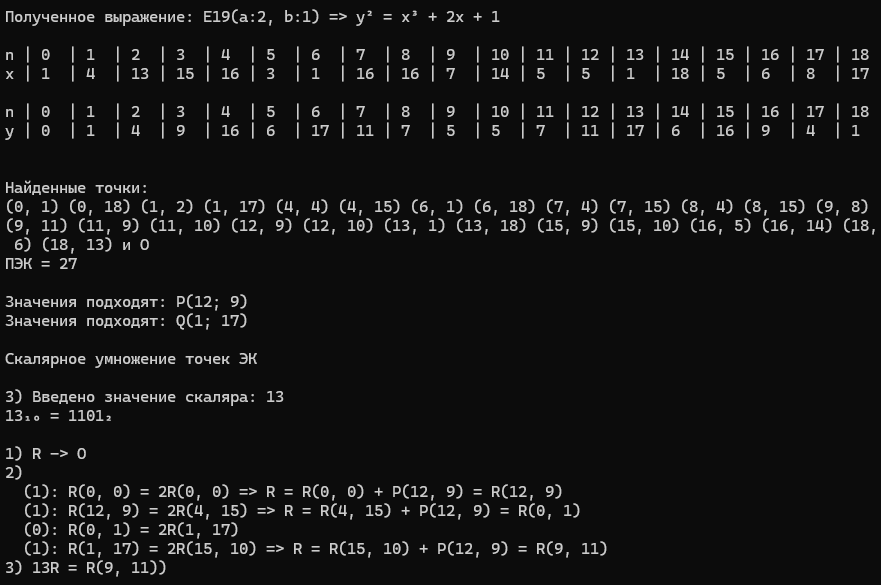 Полученное выражение: E19(a:2, b:1) => y² = x³ + 2x + 1
n | 0 | 1 | 2 | 3 | 4 | 5 | 6 | 7 | 8 | 9 | 10 | 11 | 12 | 13 | 14 | 15 | 16 | 17 | 18
x | 1 | 4 | 13 | 15 | 16 | 3 | 1 | 16 | 16 | 7 | 14 | 5 | 5 | 1 | 18 | 5 | 6 | 8 | 17
n | 0 | 1 | 2 | 3 | 4 | 5 | 6 | 7 | 8 | 9 | 10 | 11 | 12 | 13 | 14 | 15 | 16 | 17 | 18
y | 0 | 1 | 4 | 9 | 16 | 6 | 17 | 11 | 7 | 5 | 5 | 7 | 11 | 17 | 6 | 16 | 9 | 4 | 1
Найденные точки:
(0, 1) (0, 18) (1, 2) (1, 17) (4, 4) (4, 15) (6, 1) (6, 18) (7, 4) (7, 15) (8, 4) (8, 15) (9, 8)
(9, 11) (11, 9) (11, 10) (12, 9) (12, 10) (13, 1) (13, 18) (15, 9) (15, 10) (16, 5) (16, 14) (18,
6) (18, 13) и O
ПЭК = 27
Значения подходят: P(12; 9)
Значения подходят: Q(1; 17)
Скалярное умножение точек ЭК
3) Введено значение скаляра: 13
13₁₀ = 1101₂
1) R –> O
2)
(1): R(0, 0) = 2R(0, 0) => R = R(0, 0) + P(12, 9) = R(12, 9)
(1): R(12, 9) = 2R(4, 15) => R = R(4, 15) + P(12, 9) = R(0, 1)
(0): R(0, 1) = 2R(1, 17)
(1): R(1, 17) = 2R(15, 10) => R = R(15, 10) + P(12, 9) = R(9, 11)
3) 13R = R(9, 11))